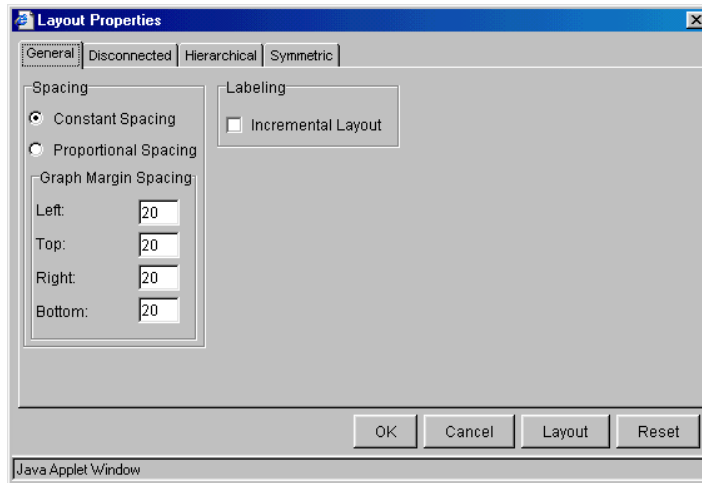 Layout Properties
General Disconnected Hierarchical Symmetric
Spacing
Constant Spacing
Proportional Spacing
Graph Margin Spacing
Left: 20
Top: 20
Right: 20
Bottom: 20
Labeling
Incremental Layout
OK Cancel Layout Reset
Java Applet Window